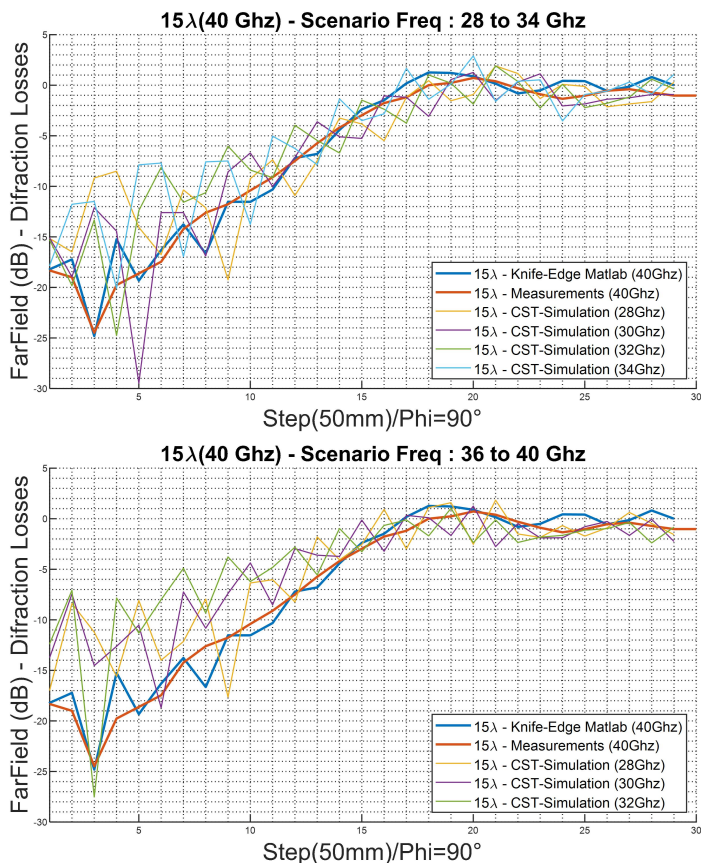 15λ(40 Ghz) - Scenario Freq : 28 to 34 Ghz
FarField (dB) - Difraction Losses
5
0
-5
-10
-15
-20
-25
-30
5
10
15
20
25
30
15λ - Knife-Edge Matlab (40Ghz)
15λ - Measurements (40Ghz)
15λ - CST-Simulation (28Ghz)
15λ - CST-Simulation (30Ghz)
15λ - CST-Simulation (32Ghz)
15λ - CST-Simulation (34Ghz)
Step(50mm)/Phi=90°
15λ(40 Ghz) - Scenario Freq : 36 to 40 Ghz
FarField (dB) - Difraction Losses
5
0
-5
-10
-15
-20
-25
-30
5
10
15
20
25
30
15λ - Knife-Edge Matlab (40Ghz)
15λ - Measurements (40Ghz)
15λ - CST-Simulation (28Ghz)
15λ - CST-Simulation (30Ghz)
15λ - CST-Simulation (32Ghz)
Step(50mm)/Phi=90°